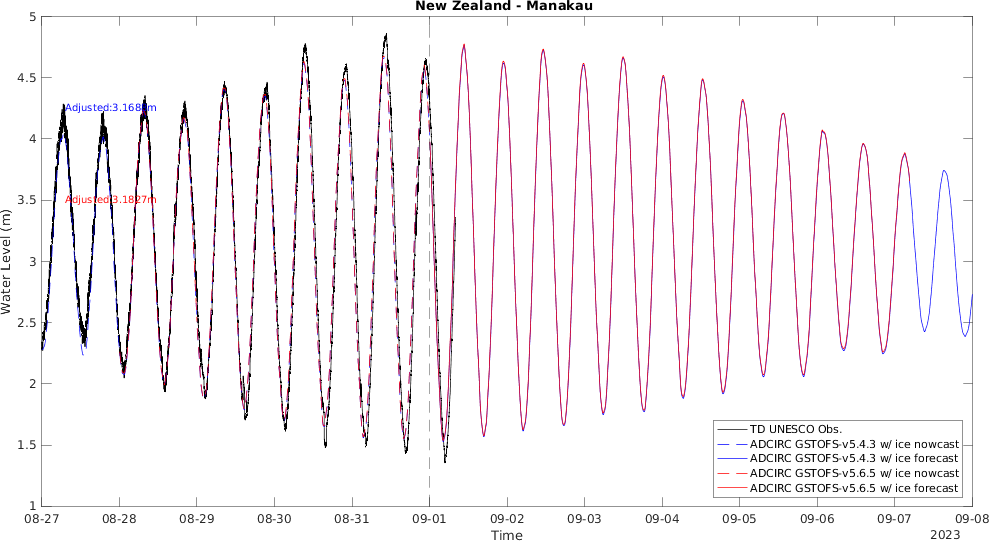 New Zealand - Manakau
5
4.5
4
3.5
3
2.5
2
1.5
1
Water Level (m)
Adjusted:3.168 m
Adjusted:3.1827m
TD UNESCO Obs.
ADCIRC GSTOFS-v5.4.3 w/ ice nowcast
ADCIRC GSTOFS-v5.4.3 w/ ice forecast
ADCIRC GSTOFS-v5.6.5 w/ ice nowcast
ADCIRC GSTOFS-v5.6.5 w/ ice forecast
08-27 08-28 08-29 08-30 08-31 09-01 09-02 09-03 09-04 09-05 09-06 09-07 09-08
Time
2023